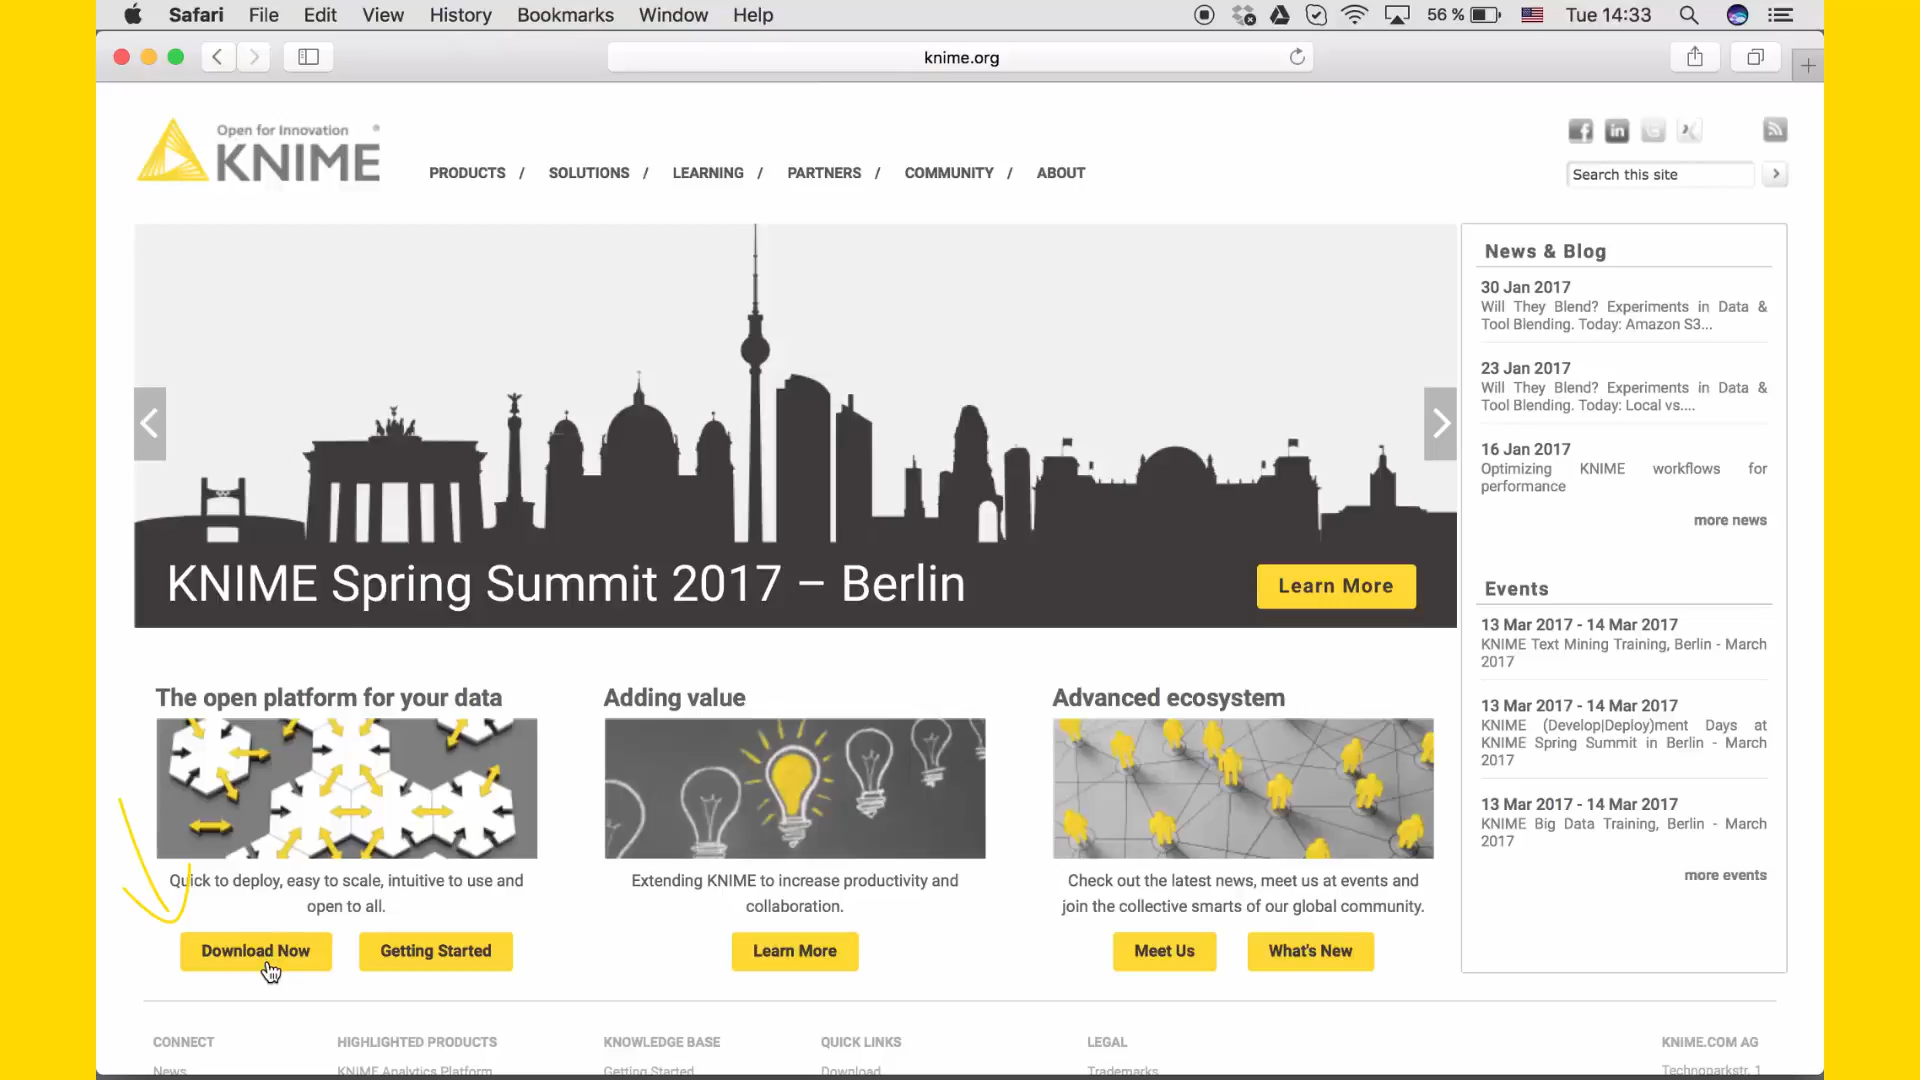 Safari File Edit View History Bookmarks Window Help
56 % Tue 14:33
knime.org
Open for Innovation ®
KNIME
PRODUCTS / SOLUTIONS / LEARNING / PARTNERS / COMMUNITY / ABOUT
Search this site
KNIME Spring Summit 2017 – Berlin
Learn More
News & Blog
30 Jan 2017
Will They Blend? Experiments in Data &
Tool Blending. Today: Amazon S3...
23 Jan 2017
Will They Blend? Experiments in Data &
Tool Blending. Today: Local vs....
16 Jan 2017
Optimizing KNIME workflows for
performance
more news
Events
13 Mar 2017 - 14 Mar 2017
KNIME Text Mining Training, Berlin - March
2017
13 Mar 2017 - 14 Mar 2017
KNIME (Develop|Deploy)ment Days at
KNIME Spring Summit in Berlin - March
2017
13 Mar 2017 - 14 Mar 2017
KNIME Big Data Training, Berlin - March
2017
more events
The open platform for your data
Quick to deploy, easy to scale, intuitive to use and
open to all.
Download Now Getting Started
Adding value
Extending KNIME to increase productivity and
collaboration.
Learn More
Advanced ecosystem
Check out the latest news, meet us at events and
join the collective smarts of our global community.
Meet Us What's New
CONNECT HIGHLIGHTED PRODUCTS KNOWLEDGE BASE QUICK LINKS LEGAL KNIME.COM AG
News KNIME Analytics Platform Getting Started Download Trademarks Technoparkstr. 1